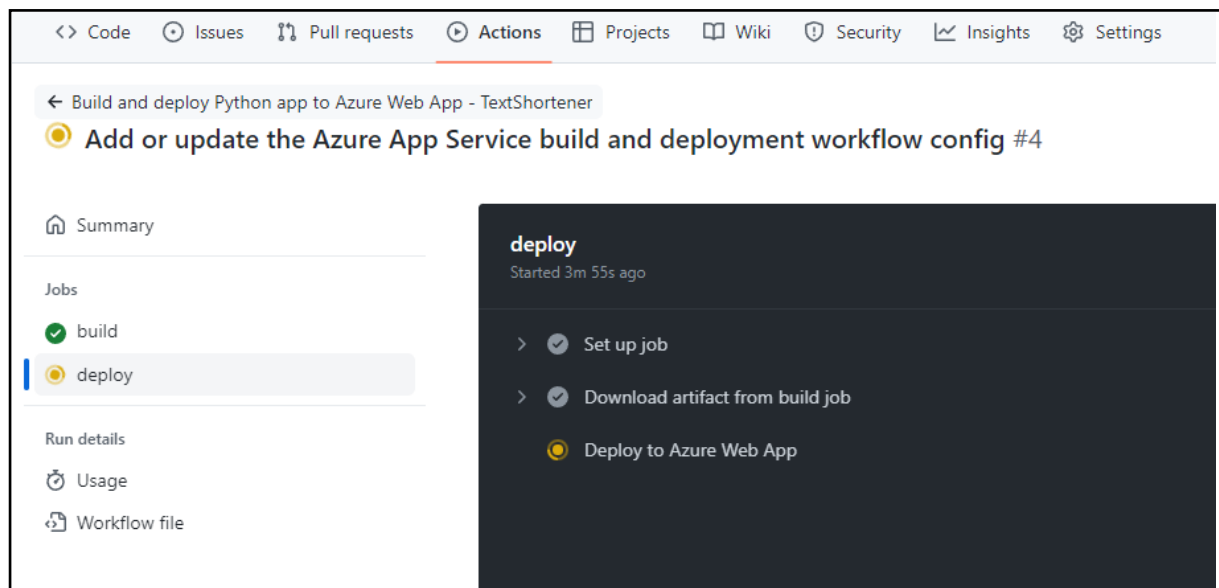 Code Issues Pull requests Actions Projects Wiki Security Insights Settings
← Build and deploy Python app to Azure Web App - TextShortener
Add or update the Azure App Service build and deployment workflow config #4
Summary
Jobs
build
deploy
Run details
Usage
Workflow file
deploy
Started 3m 55s ago
Set up job
Download artifact from build job
Deploy to Azure Web App